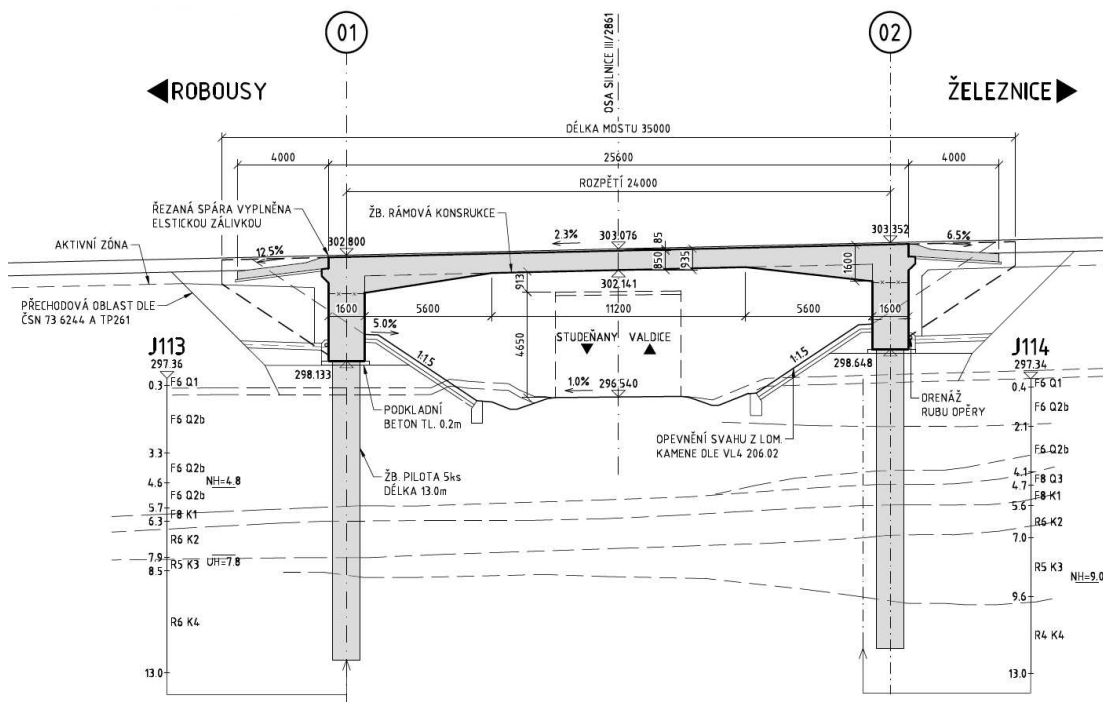 01
02
OSA SILNICE III/2861
ROBOUSY
ŽELEZNICE
DÉLKA MOSTU 35000
4000
25600
4000
ROZPĚTÍ 24000
ŘEZANÁ SPÁRA VYPLNĚNA
ELSTICKOU ZÁLIVKOU
ŽB. RÁMOVÁ KONSRUKCE
AKTIVNÍ ZÓNA
12.5%
302.800
2.3%
303.076
85
303.352
6.5%
850
935
1600
913
302.141
PŘECHODOVÁ OBLAST DLE
ČSN 73 6244 A TP261
1600
5600
11200
5600
1600
5.0%
4650
STUDEŇANY
VALDICE
1:1.5
1:1.5
J113
297.36
J114
297.34
298.133
298.648
1.0%
296.540
PODKLADNÍ
BETON TL. 0.2m
DRENÁŽ
RUBU OPĚRY
OPEVNĚNÍ SVAHU Z LOM.
KAMENE DLE VL4 206.02
ŽB. PILOTA 5ks
DÉLKA 13.0m
0.3
F6 Q1
F6 Q2b
3.3
F6 Q2b
4.6
NH=4.8
F6 Q2b
5.7
F8 K1
6.3
R6 K2
7.9
UH=7.8
R5 K3
8.5
R6 K4
13.0
0.4
F6 Q1
F6 Q2b
2.1
F6 Q2b
4.1
F8 Q3
4.7
F8 K1
5.6
R6 K2
7.0
R5 K3
NH=9.0
9.6
R4 K4
13.0